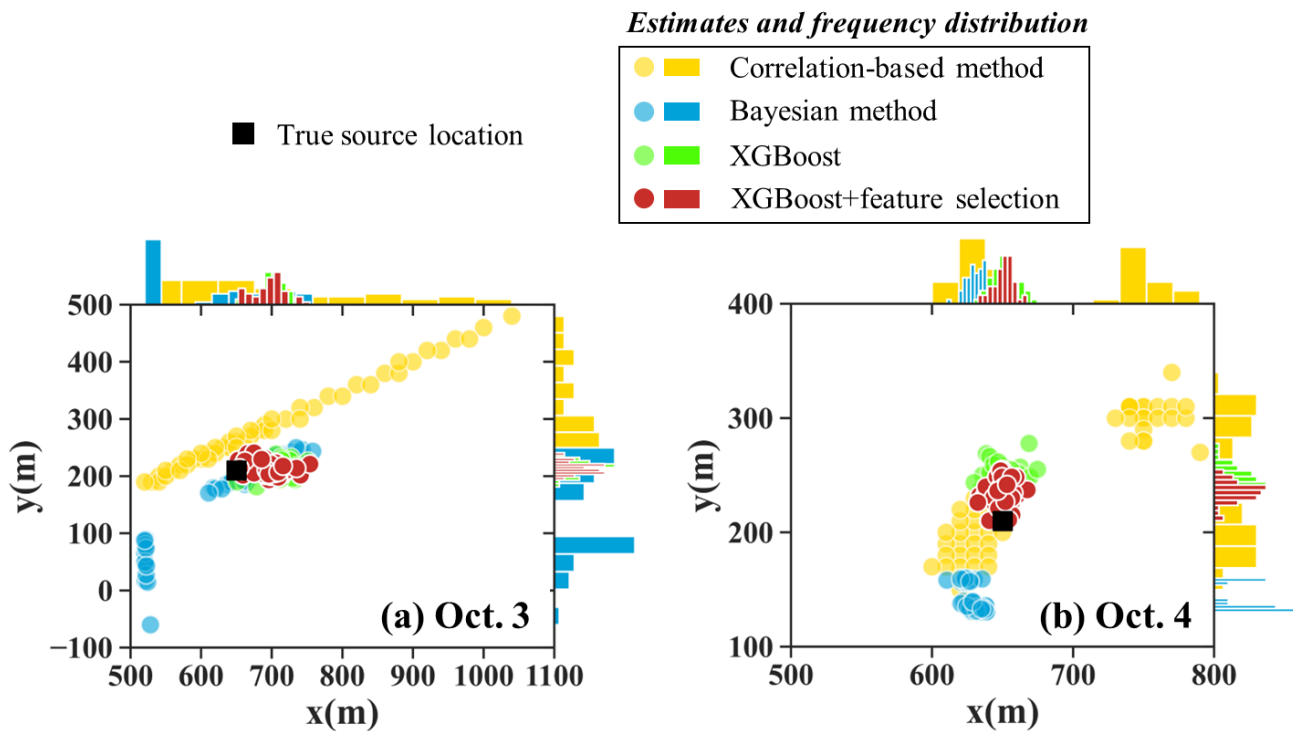 Estimates and frequency distribution
Correlation-based method
Bayesian method
XGBoost
XGBoost+feature selection
True source location
500
400
300
200
100
0
−100
y(m)
(a) Oct. 3
500 600 700 800 900 1000 1100
x(m)
400
300
200
100
y(m)
(b) Oct. 4
500 600 700 800
x(m)